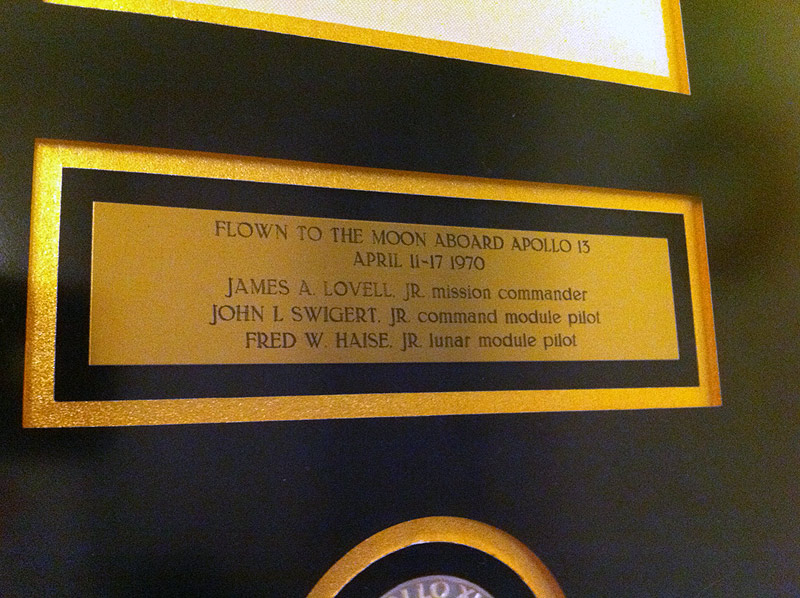 FLOWN TO THE MOON ABOARD APOLLO 13
APRIL 11-17 1970
JAMES A. LOVELL, JR. mission commander
JOHN L SWIGERT, JR. command module pilot
FRED W. HAISE, JR. lunar module pilot